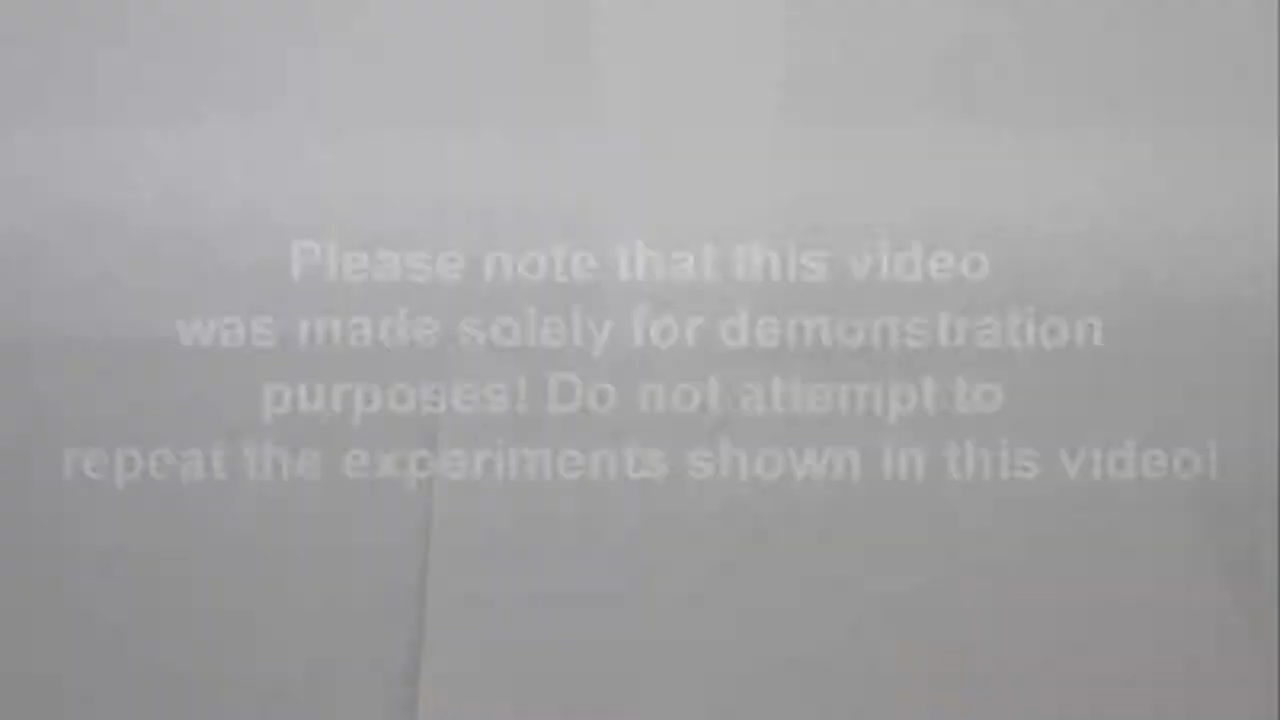 Please note that this video
was made solely for demonstration
purposes! Do not attempt to
repeat the experiments shown in this video!